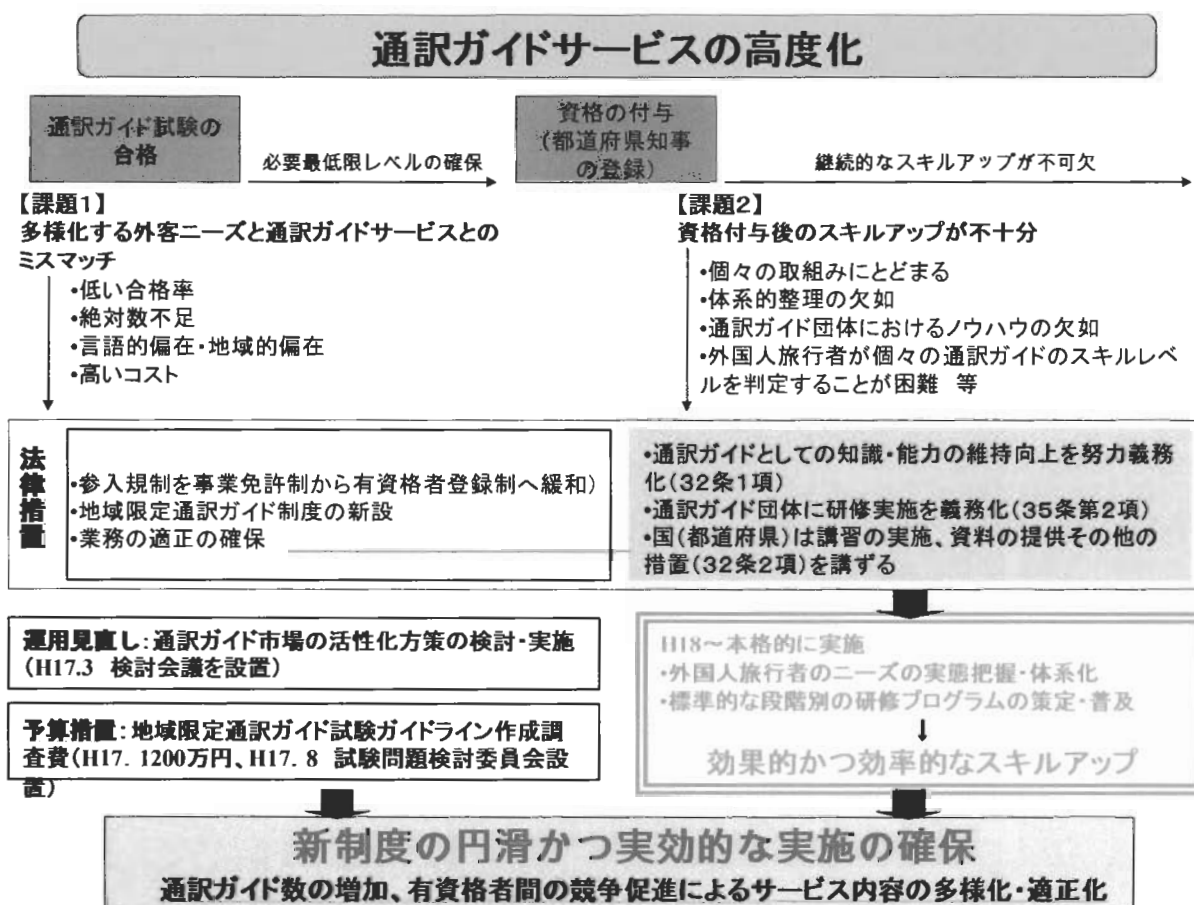 通訳ガイドサービスの高度化
通訳ガイド試験の
合格
必要最低限レベルの確保
資格の付与
(都道府県知事
の登録)
継続的なスキルアップが不可欠
【課題1】
多様化する外客ニーズと通訳ガイドサービスとの
ミスマッチ
・低い合格率
・絶対数不足
・言語的偏在・地域的偏在
・高いコスト
【課題2】
資格付与後のスキルアップが不十分
・個々の取組みにとどまる
・体系的整理の欠如
・通訳ガイド団体におけるノウハウの欠如
・外国人旅行者が個々の通訳ガイドのスキルレベ
ルを判定することが困難 等
法律措置
・参入規制を事業免許制から有資格者登録制へ緩和)
・地域限定通訳ガイド制度の新設
・業務の適正の確保
・通訳ガイドとしての知識・能力の維持向上を努力義務
化(32条1項)
・通訳ガイド団体に研修実施を義務化(35条第2項)
・国(都道府県)は講習の実施、資料の提供その他の
措置(32条2項)を講ずる
運用見直し:通訳ガイド市場の活性化方策の検討・実施
(H17.3 検討会議を設置)
予算措置:地域限定通訳ガイド試験ガイドライン作成調
査費(H17. 1200万円、H17. 8 試験問題検討委員会設
置)
H18～本格的に実施
・外国人旅行者のニーズの実態把握・体系化
・標準的な段階別の研修プログラムの策定・普及
効果的かつ効率的なスキルアップ
新制度の円滑かつ実効的な実施の確保
通訳ガイド数の増加、有資格者間の競争促進によるサービス内容の多様化・適正化